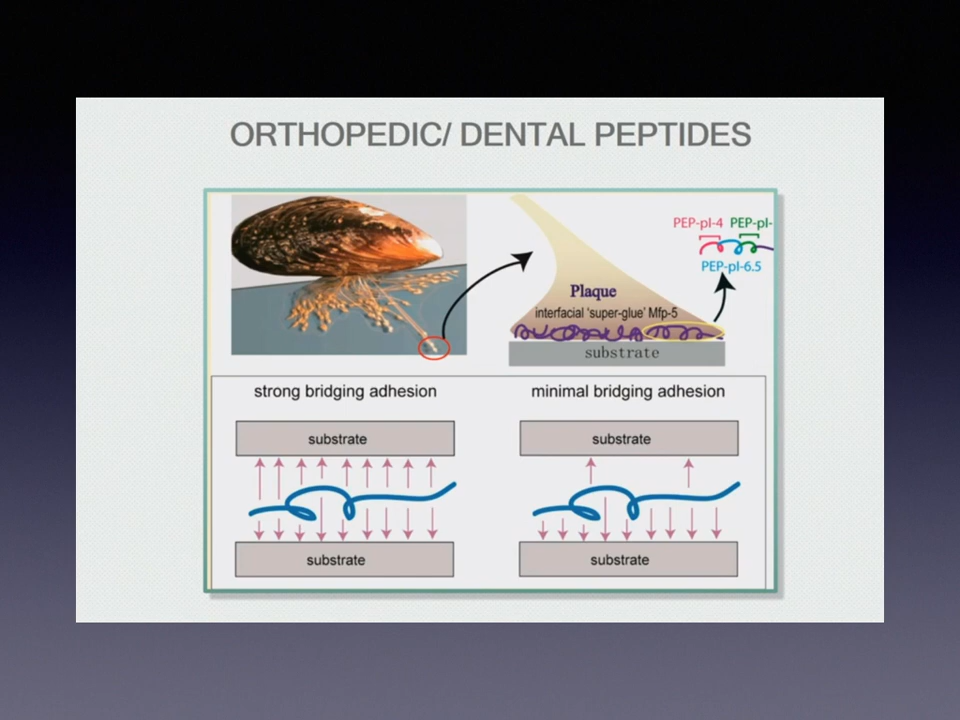 ORTHOPEDIC/ DENTAL PEPTIDES
PEP-pI-4 PEP-pI-
PEP-pI-6.5
Plaque
interfacial ‘super-glue’ Mfp-5
substrate
strong bridging adhesion
minimal bridging adhesion
substrate
substrate
substrate
substrate